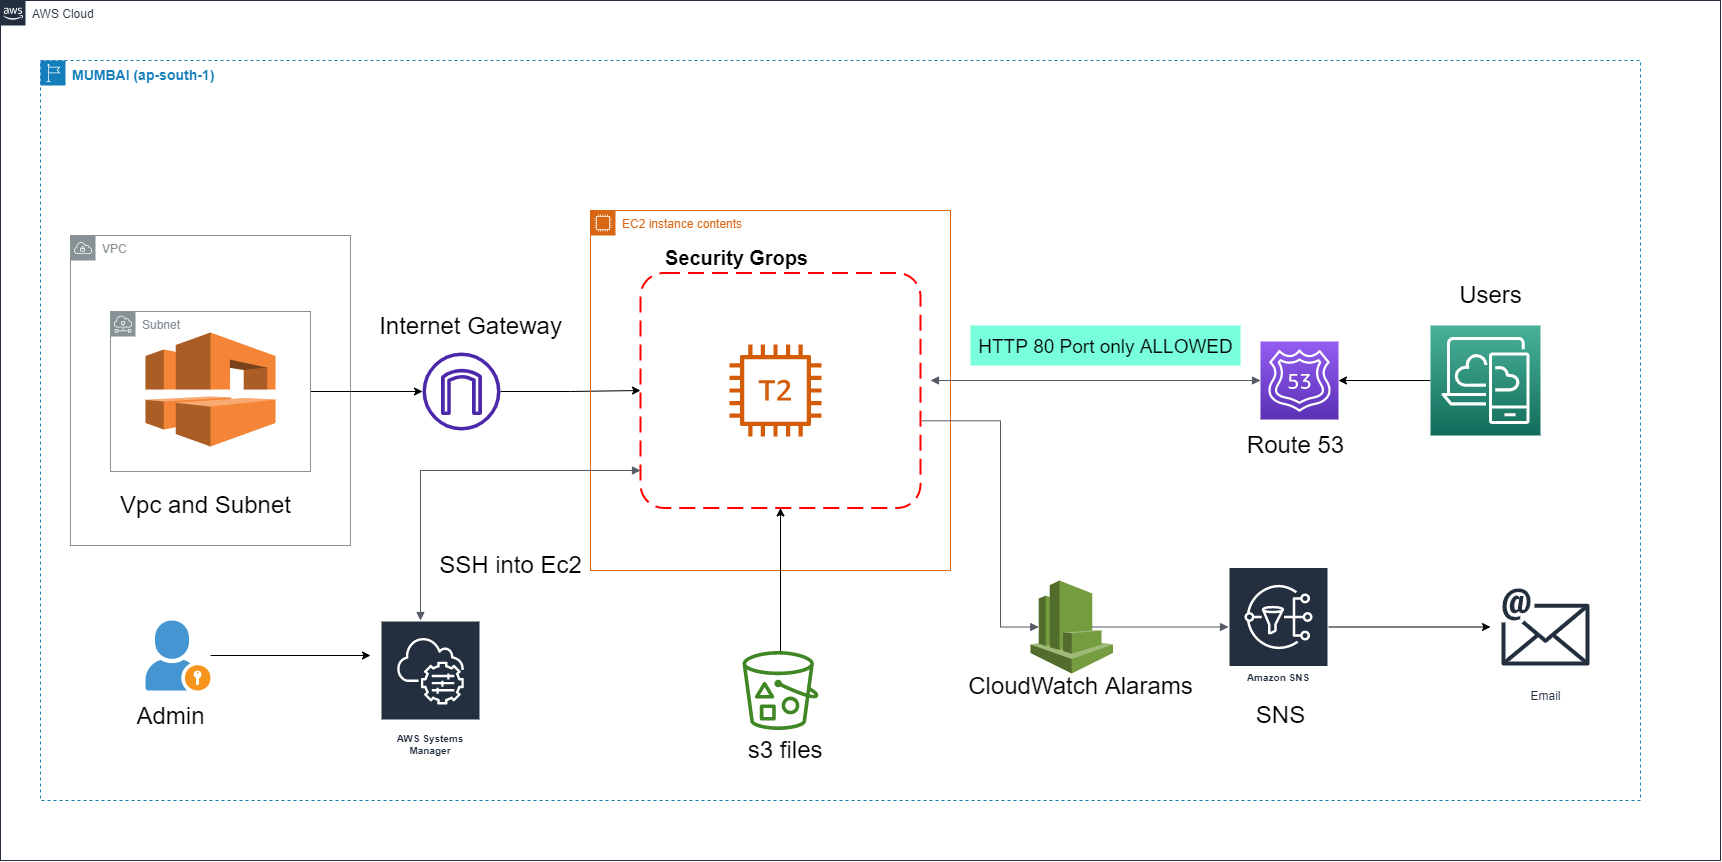 aws
AWS Cloud
MUMBAI (ap-south-1)
VPC
Subnet
Vpc and Subnet
Internet Gateway
EC2 instance contents
Security Grops
T2
HTTP 80 Port only ALLOWED
53
Route 53
Users
SSH into Ec2
Admin
AWS Systems
Manager
s3 files
CloudWatch Alarams
Amazon SNS
SNS
@
Email